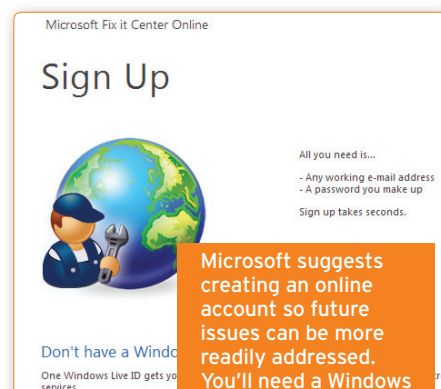 Microsoft Fix it Center Online
Sign Up
All you need is...
- Any working e-mail address
- A password you make up
Sign up takes seconds.
Microsoft suggests
creating an online
account so future
issues can be more
readily addressed.
You'll need a Windows
Don't have a Windo
One Windows Live ID gets yo
services.